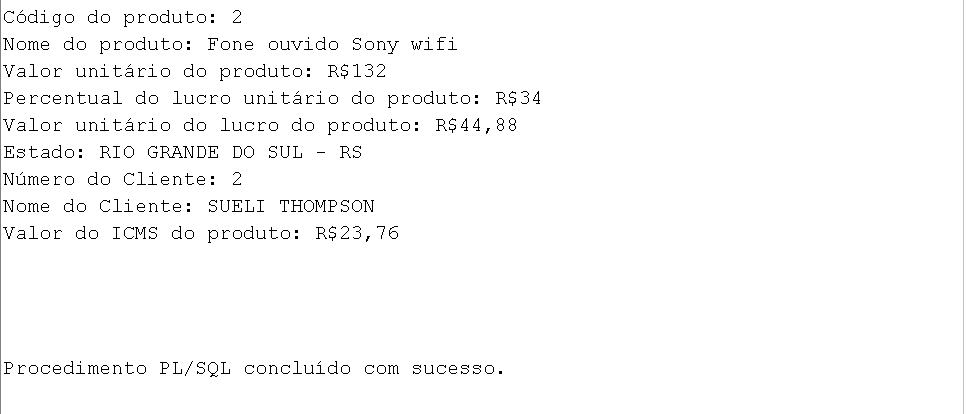 Código do produto: 2
Nome do produto: Fone ouvido Sony wifi
Valor unitário do produto: R$132
Percentual do lucro unitário do produto: R$34
Valor unitário do lucro do produto: R$44,88
Estado: RIO GRANDE DO SUL - RS
Número do Cliente: 2
Nome do Cliente: SUELI THOMPSON
Valor do ICMS do produto: R$23,76
Procedimento PL/SQL concluído com sucesso.